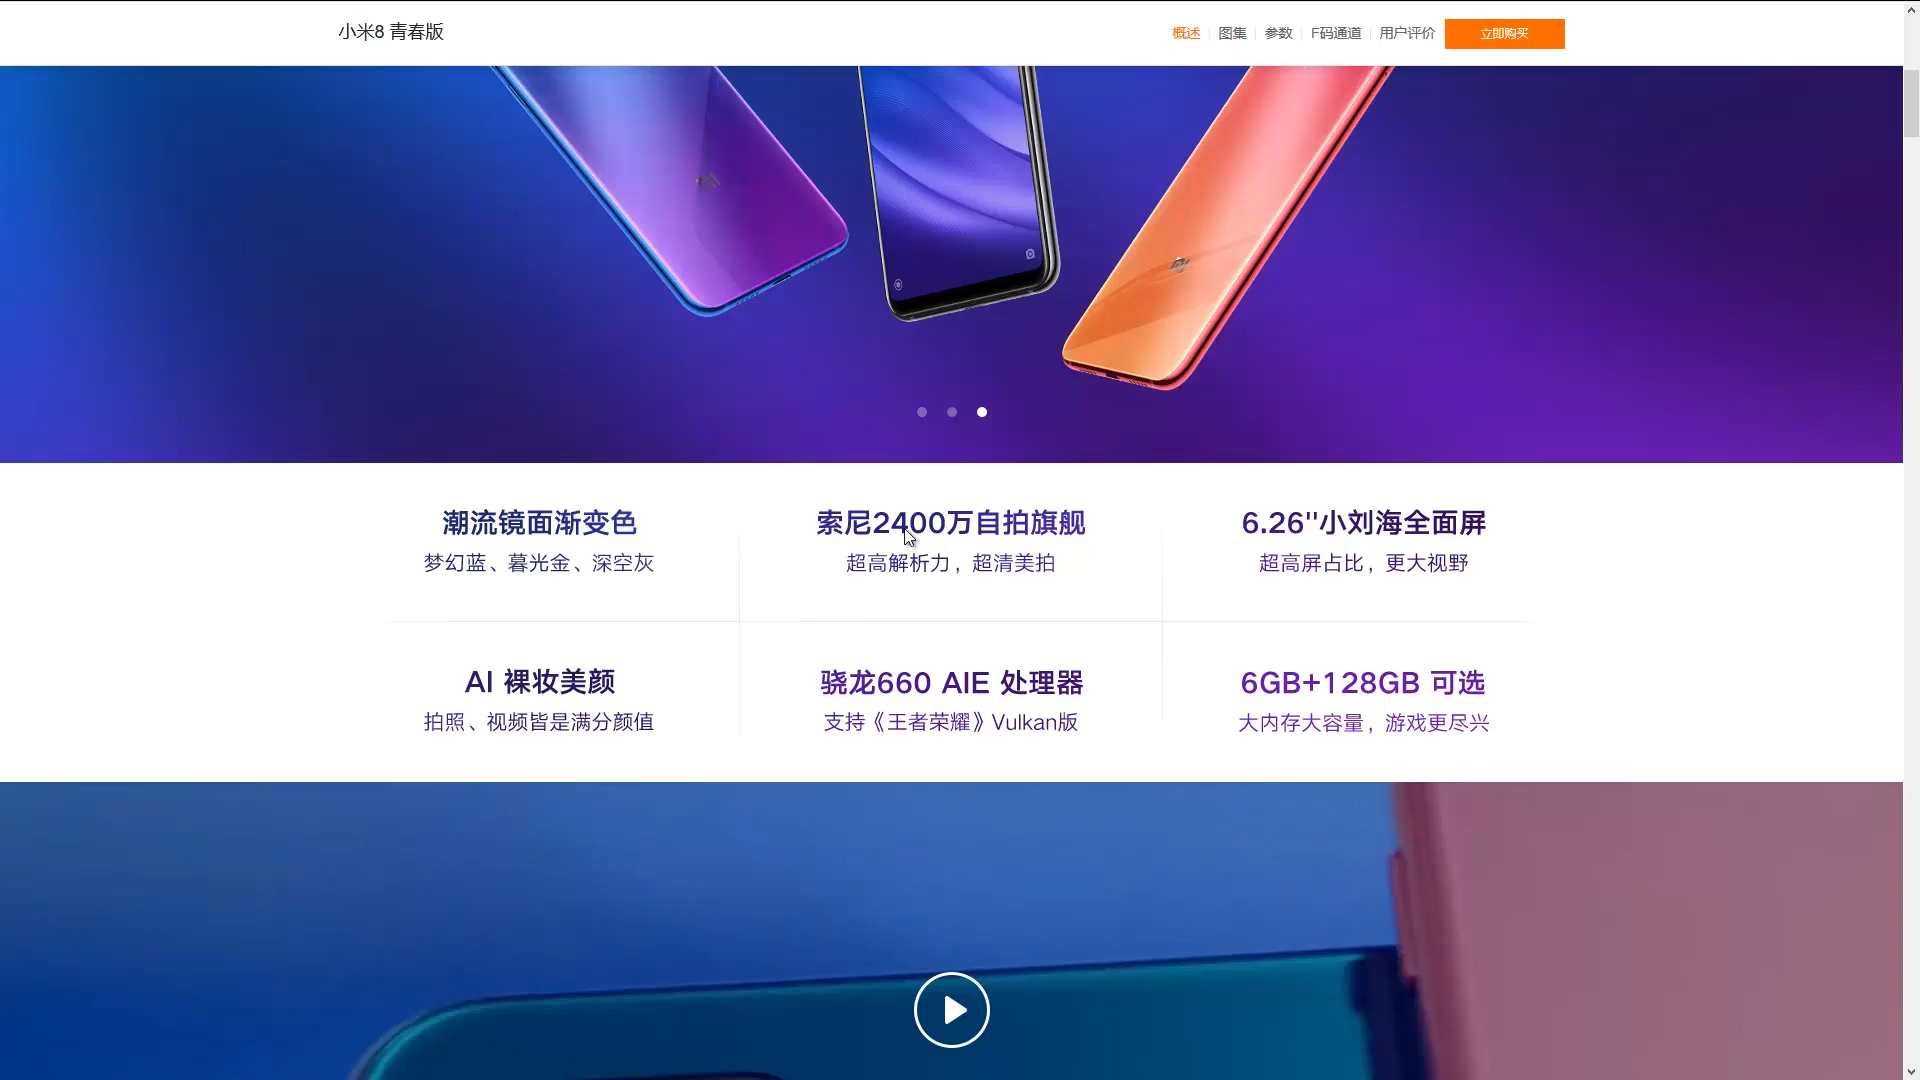 小米8 青春版
概述 图集 参数 F码通道 用户评价 立即购买
潮流镜面渐变色
梦幻蓝、暮光金、深空灰
索尼2400万自拍旗舰
超高解析力，超清美拍
6.26''小刘海全面屏
超高屏占比，更大视野
AI 裸妆美颜
拍照、视频皆是满分颜值
骁龙660 AIE 处理器
支持《王者荣耀》Vulkan版
6GB+128GB 可选
大内存大容量，游戏更尽兴